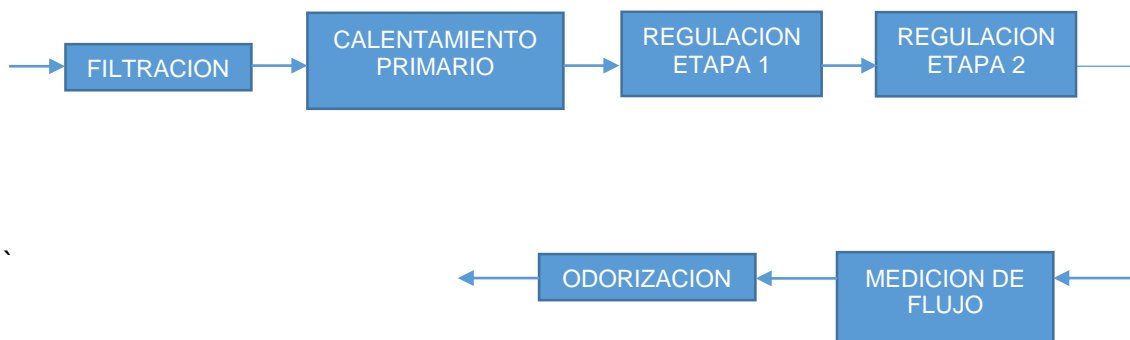 FILTRACION
CALENTAMIENTO
PRIMARIO
REGULACION
ETAPA 1
REGULACION
ETAPA 2
`
ODORIZACION
MEDICION DE
FLUJO